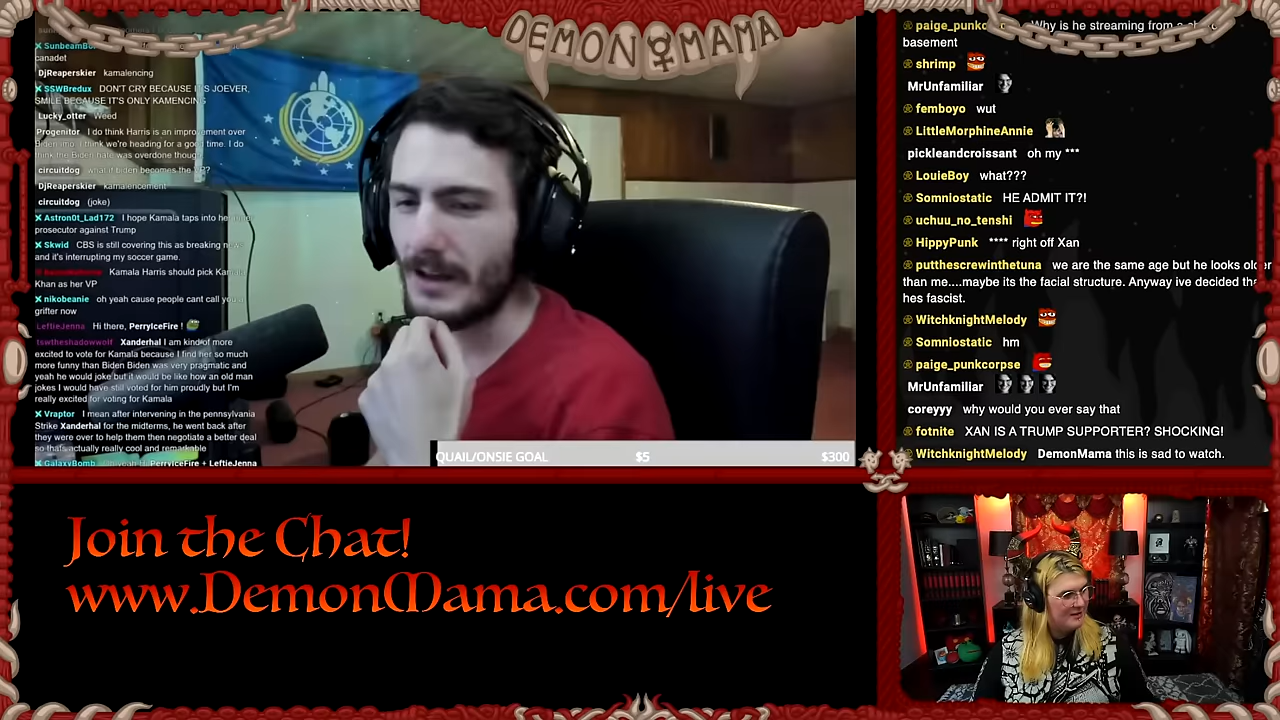 DEMON MAMA
SunbeamBo
canadet
DjReaperskier kamalencing
SSWBredux DON'T CRY BECAUSE IT'S JOEVER,
SMILE BECAUSE IT'S ONLY KAMENCING
Lucky_otter Weed
Progenitor I do think Harris is an improvement over
Biden imo. I think we're heading for a good time. I do
think the Biden hate was overdone though
circuitdog what if biden becomes the VP?
DjReaperskier kamalencement
circuitdog (joke)
Astron0t_Lad172 I hope Kamala taps into he
prosecutor against Trump
Skwid CBS is still covering this as breaking new
and it's interrupting my soccer game.
Kamala Harris should pick Kam
Khan as her VP
nikobeanie oh yeah cause people cant call you a
grifter now
LeftieJenna Hi there, PerryIceFire !
tswtheshadowwolf Xanderhal I am kind of more
excited to vote for Kamala because I find her so much
more funny than Biden Biden was very pragmatic and
yeah he would joke but it would be like how an old man
jokes I would have still voted for him proudly but I'm
really excited for voting for Kamala
Vraptor I mean after intervening in the pennsylvania
Strike Xanderhal for the midterms, he went back after
they were over to help them then negotiate a better deal
so thats actually really cool and remarkable
GalaxyBomb PerryIceFire + LeftieJenna
QUAIL/ONSIE GOAL $5 $300
paige_punkc Why is he streaming from a
basement
shrimp
MrUnfamiliar
femboyo wut
LittleMorphineAnnie
pickleandcroissant oh my ***
LouieBoy what???
Somniostatic HE ADMIT IT?!
uchuu_no_tenshi
HippyPunk **** right off Xan
putthescrewinthetuna we are the same age but he looks older
than me....maybe its the facial structure. Anyway ive decided tha
hes fascist.
WitchknightMelody
Somniostatic hm
paige_punkcorpse
MrUnfamiliar
coreyyy why would you ever say that
fotnite XAN IS A TRUMP SUPPORTER? SHOCKING!
WitchknightMelody DemonMama this is sad to watch.
Join the Chat!
www.DemonMama.com/live